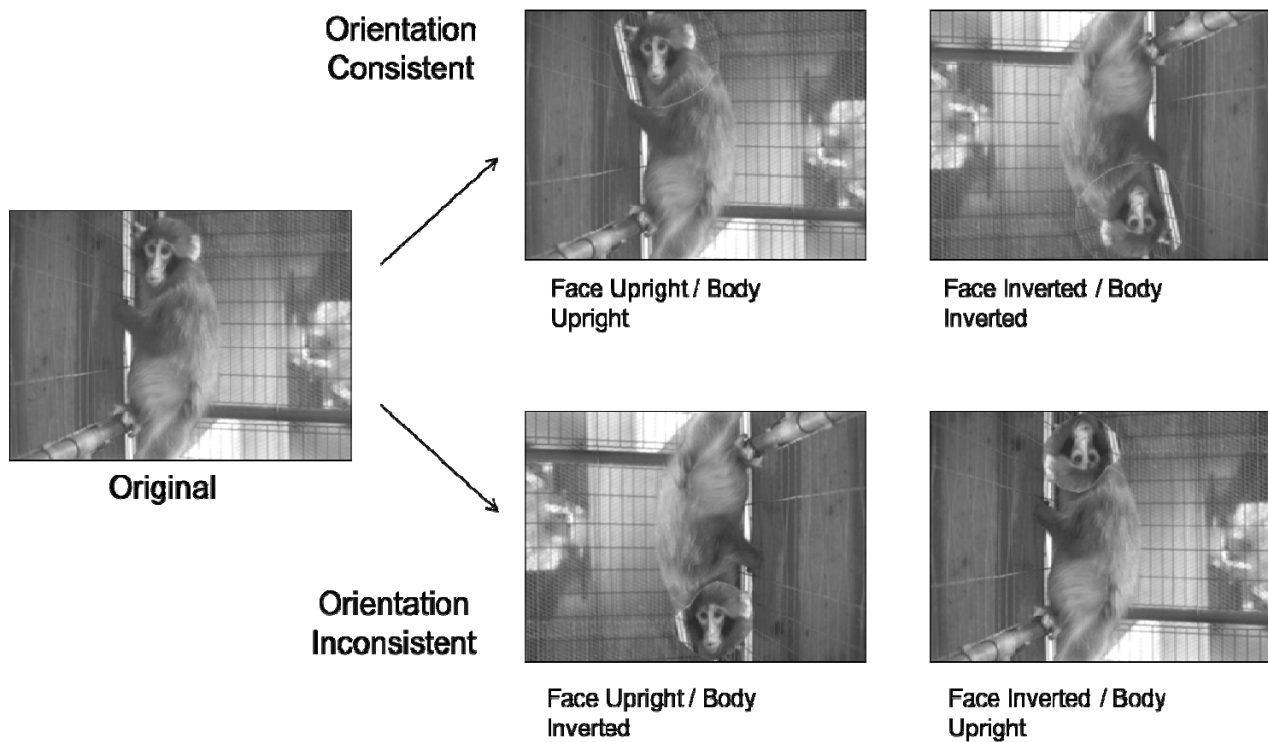 Orientation
Consistent
Face Upright / Body
Upright
Face Inverted / Body
Inverted
Original
Orientation
Inconsistent
Face Upright / Body
Inverted
Face Inverted / Body
Upright